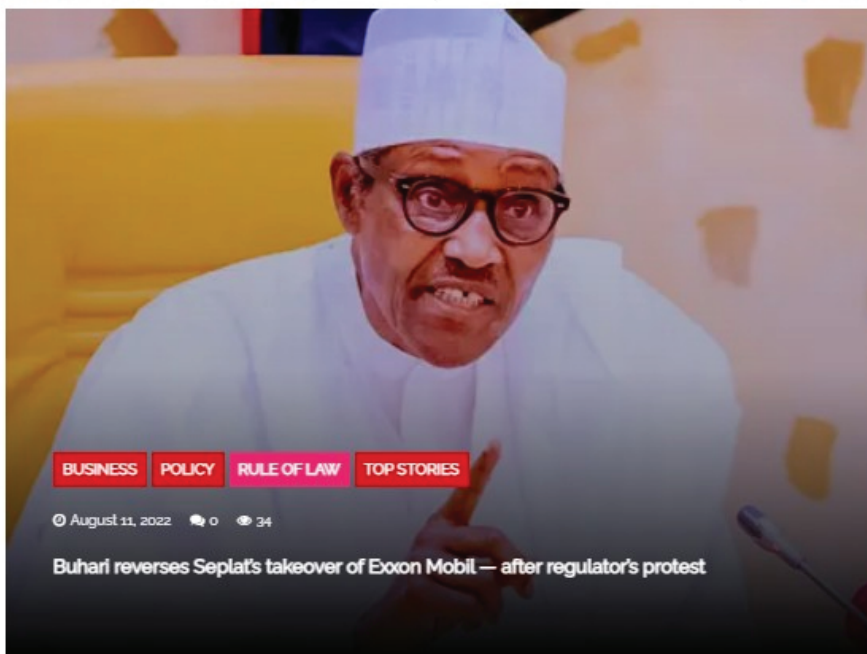 BUSINESS POLICY RULE OF LAW TOP STORIES
August 11, 2022 0 34
Buhari reverses Seplat's takeover of Exxon Mobil — after regulator's protest